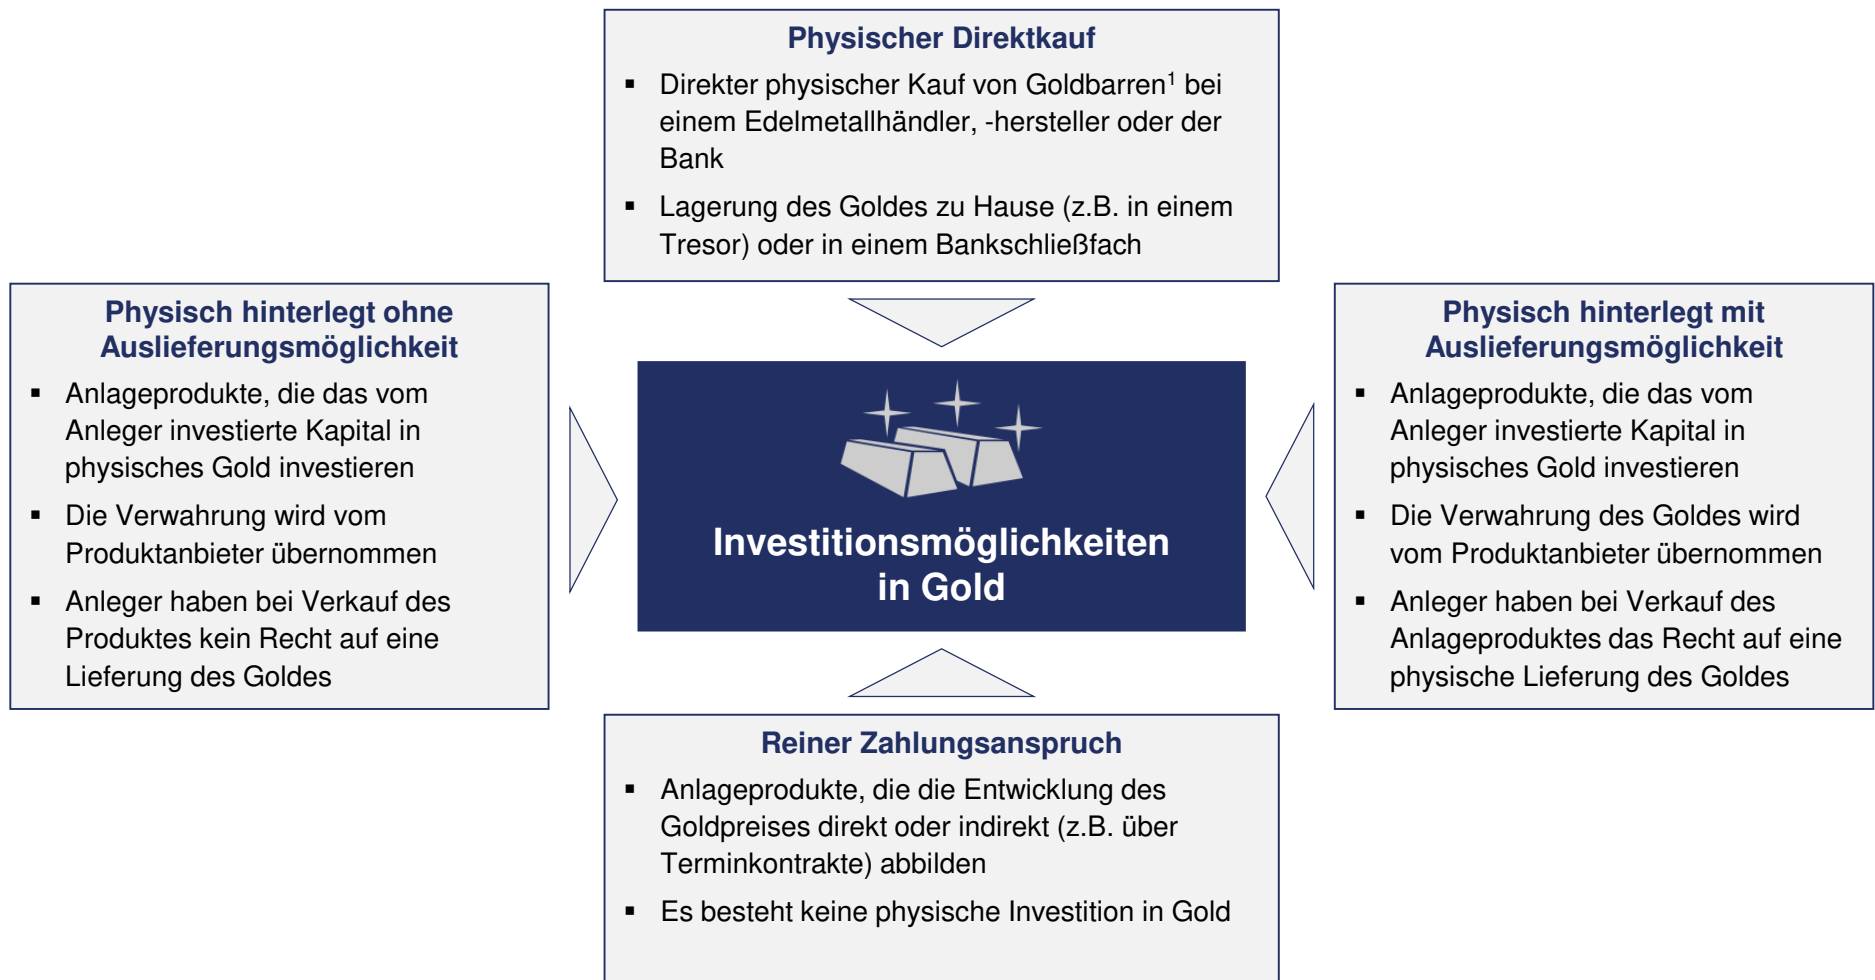 Physischer Direktkauf
▪ Direkter physischer Kauf von Goldbarren¹ bei
einem Edelmetallhändler, -hersteller oder der
Bank
▪ Lagerung des Goldes zu Hause (z.B. in einem
Tresor) oder in einem Bankschließfach
Physisch hinterlegt ohne
Auslieferungsmöglichkeit
▪ Anlageprodukte, die das vom
Anleger investierte Kapital in
physisches Gold investieren
▪ Die Verwahrung wird vom
Produktanbieter übernommen
▪ Anleger haben bei Verkauf des
Produktes kein Recht auf eine
Lieferung des Goldes
Investitionsmöglichkeiten
in Gold
Physisch hinterlegt mit
Auslieferungsmöglichkeit
▪ Anlageprodukte, die das vom
Anleger investierte Kapital in
physisches Gold investieren
▪ Die Verwahrung des Goldes wird
vom Produktanbieter übernommen
▪ Anleger haben bei Verkauf des
Anlageproduktes das Recht auf eine
physische Lieferung des Goldes
Reiner Zahlungsanspruch
▪ Anlageprodukte, die die Entwicklung des
Goldpreises direkt oder indirekt (z.B. über
Terminkontrakte) abbilden
▪ Es besteht keine physische Investition in Gold